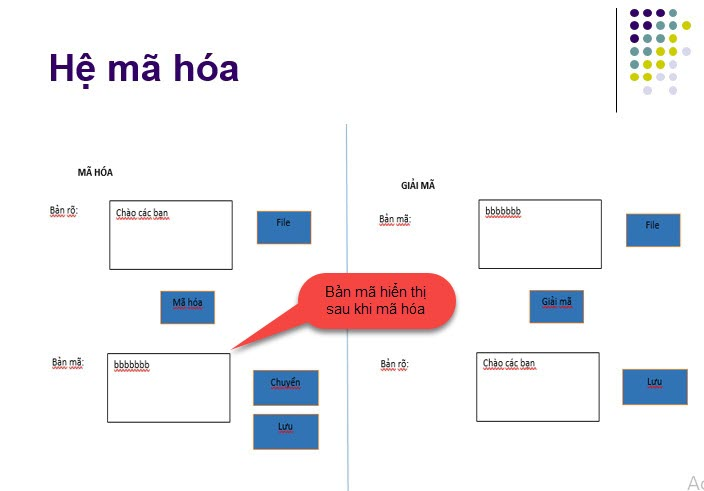 Hệ mã hóa
MÃ HÓA
Bản rõ:
Chào các bạn
File
Mã hóa
Bản mã hiển thị
sau khi mã hóa
Bản mã:
bbbbbbb
Chuyển
Lưu
GIẢI MÃ
Bản mã:
bbbbbbb
File
Giải mã
Bản rõ:
Chào các bạn
Lưu